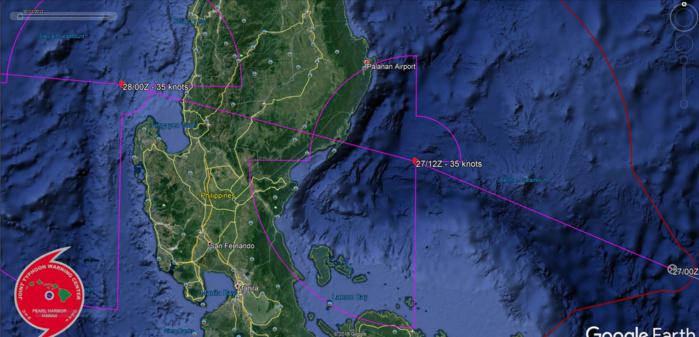 Palanan Airport
28/00Z - 35 knots
27/12Z - 35 knots
Philippines
San Fernando
27/00Z
Manila
Lamon Bay
JOINT TYPHOON WARNING CENTER
PEARL HARBOR
HAWAII
Google Earth